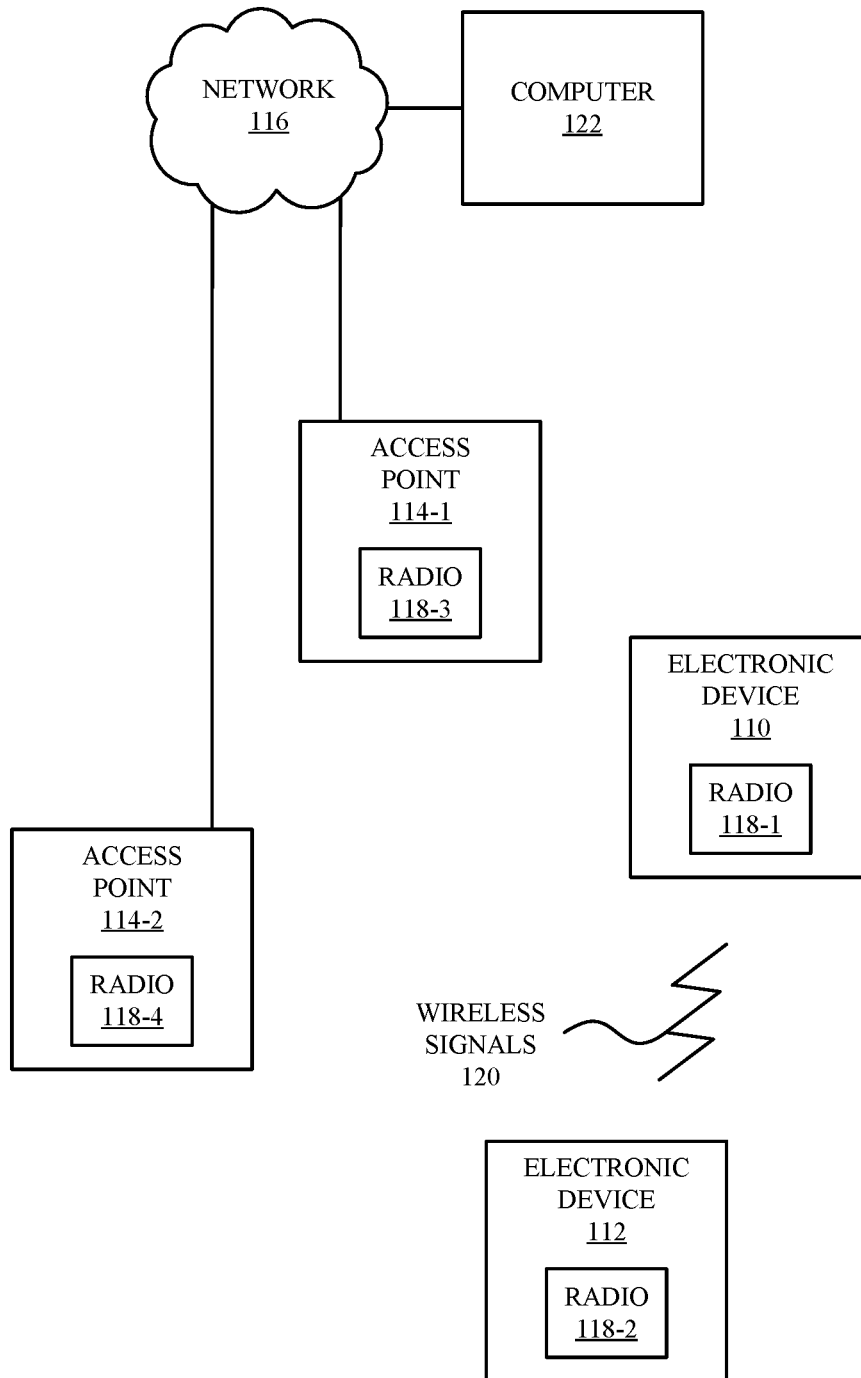 NETWORK
116
COMPUTER
122
ACCESS
POINT
114-1
RADIO
118-3
ELECTRONIC
DEVICE
110
RADIO
118-1
ACCESS
POINT
114-2
RADIO
118-4
WIRELESS
SIGNALS
120
ELECTRONIC
DEVICE
112
RADIO
118-2